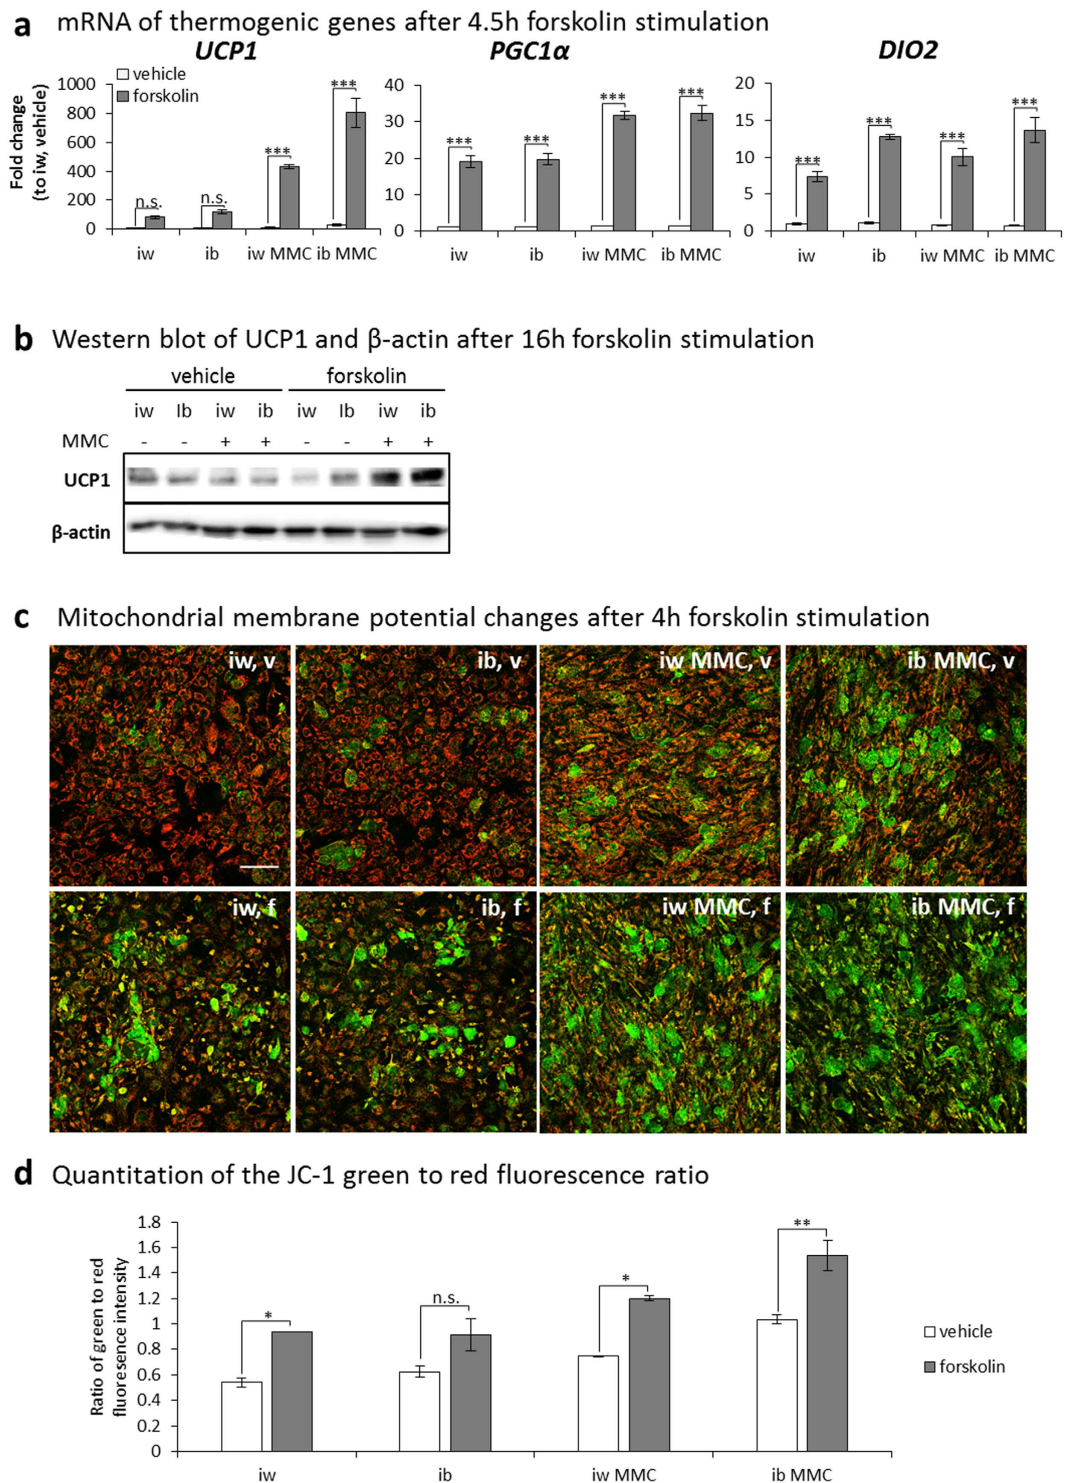 a mRNA of thermogenic genes after 4.5h forskolin stimulation
UCP1 PGC1α DIO2
vehicle
forskolin
Fold change
(to iw, vehicle)
1000
800
600
400
200
0
n.s. n.s. *** ***
iw ib iw MMC ib MMC
40
30
20
10
0
*** *** *** ***
iw ib iw MMC ib MMC
20
15
10
5
0
*** *** *** ***
iw ib iw MMC ib MMC
b Western blot of UCP1 and β-actin after 16h forskolin stimulation
vehicle forskolin
iw Ib iw ib iw Ib iw ib
MMC - - + + - - + +
UCP1
β-actin
c Mitochondrial membrane potential changes after 4h forskolin stimulation
iw, v ib, v iw MMC, v ib MMC, v
iw, f ib, f iw MMC, f ib MMC, f
d Quantitation of the JC-1 green to red fluorescence ratio
Ratio of green to red
fluoresence intensity
1.8
1.6
1.4
1.2
1
0.8
0.6
0.4
0.2
0
* n.s. * **
vehicle
forskolin
iw ib iw MMC ib MMC